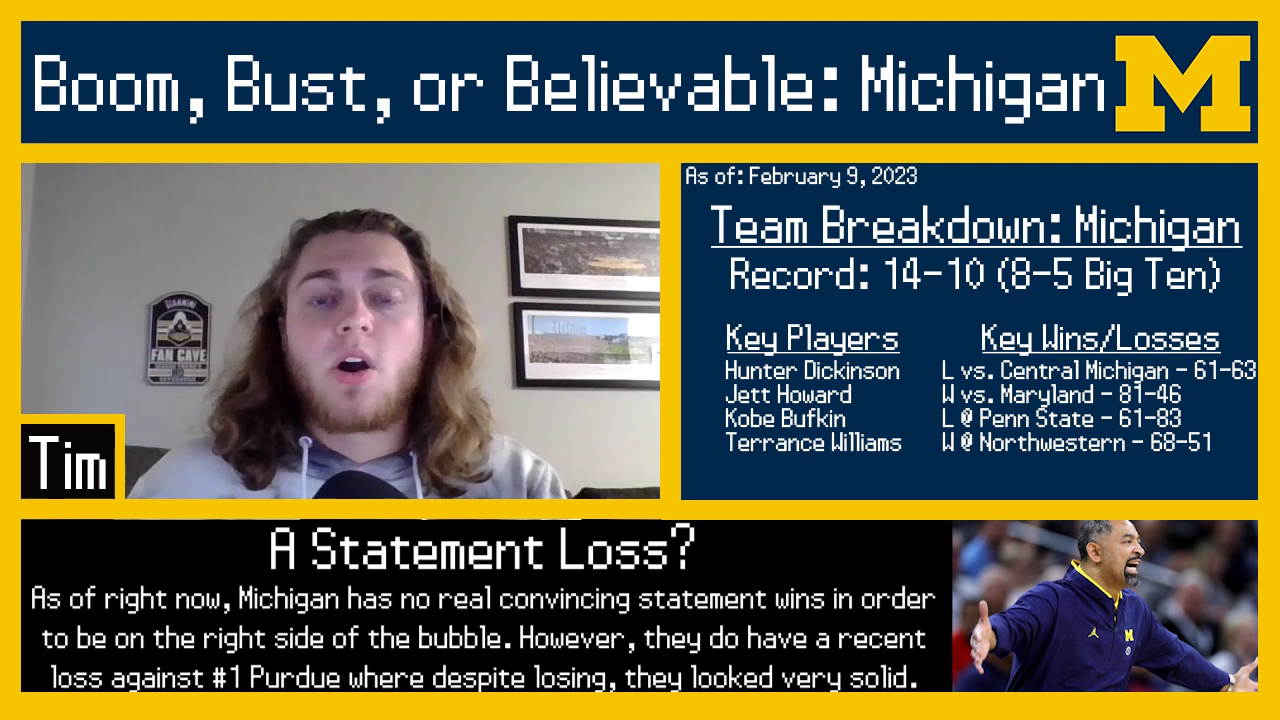 Boom, Bust, or Believable: Michigan
M
As of: February 9, 2023
Team Breakdown: Michigan
Record: 14-10 (8-5 Big Ten)
Key Players
Hunter Dickinson
Jett Howard
Kobe Bufkin
Terrance Williams
Key Wins/Losses
L vs. Central Michigan - 61-63
W vs. Maryland - 81-46
L @ Penn State - 61-83
W @ Northwestern - 68-51
FAN CAVE
Tim
A Statement Loss?
As of right now, Michigan has no real convincing statement wins in order
to be on the right side of the bubble. However, they do have a recent
loss against #1 Purdue where despite losing, they looked very solid.
M